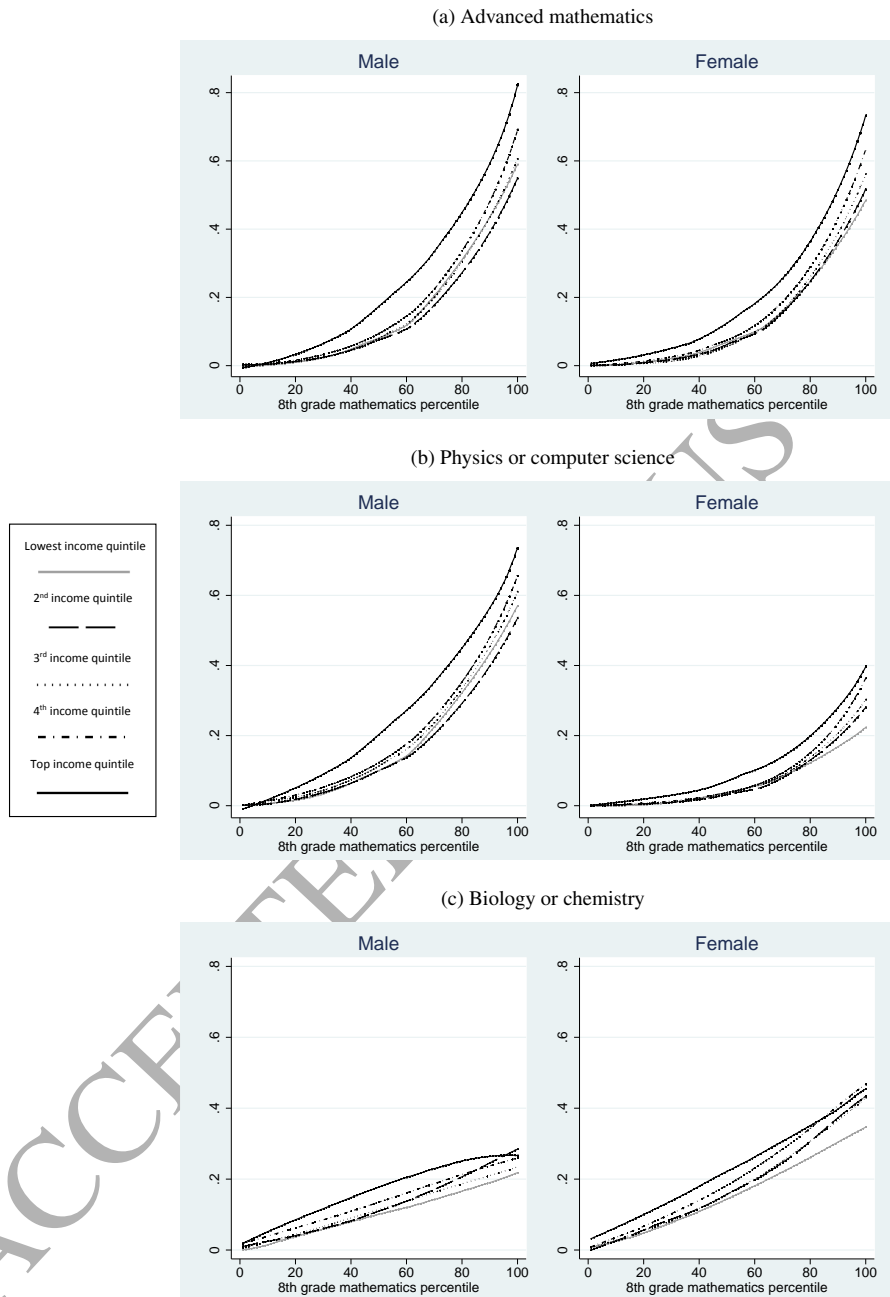 (a) Advanced mathematics
Male
Female
.8
.6
.4
.2
0
0 20 40 60 80 100
8th grade mathematics percentile
.8
.6
.4
.2
0
0 20 40 60 80 100
8th grade mathematics percentile
(b) Physics or computer science
Lowest income quintile
2nd income quintile
3rd income quintile
4th income quintile
Top income quintile
Male
Female
.8
.6
.4
.2
0
0 20 40 60 80 100
8th grade mathematics percentile
.8
.6
.4
.2
0
0 20 40 60 80 100
8th grade mathematics percentile
(c) Biology or chemistry
Male
Female
.8
.6
.4
.2
0
0 20 40 60 80 100
8th grade mathematics percentile
.8
.6
.4
.2
0
0 20 40 60 80 100
8th grade mathematics percentile